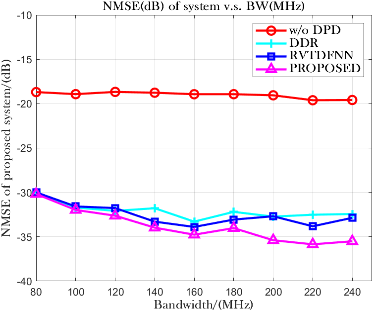 NMSE(dB) of system v.s. BW(MHz)
-10
-15
-20
-25
-30
-35
-40
NMSE of proposed system/(dB)
w/o DPD
DDR
RVTDFNN
PROPOSED
80 100 120 140 160 180 200 220 240
Bandwidth/(MHz)